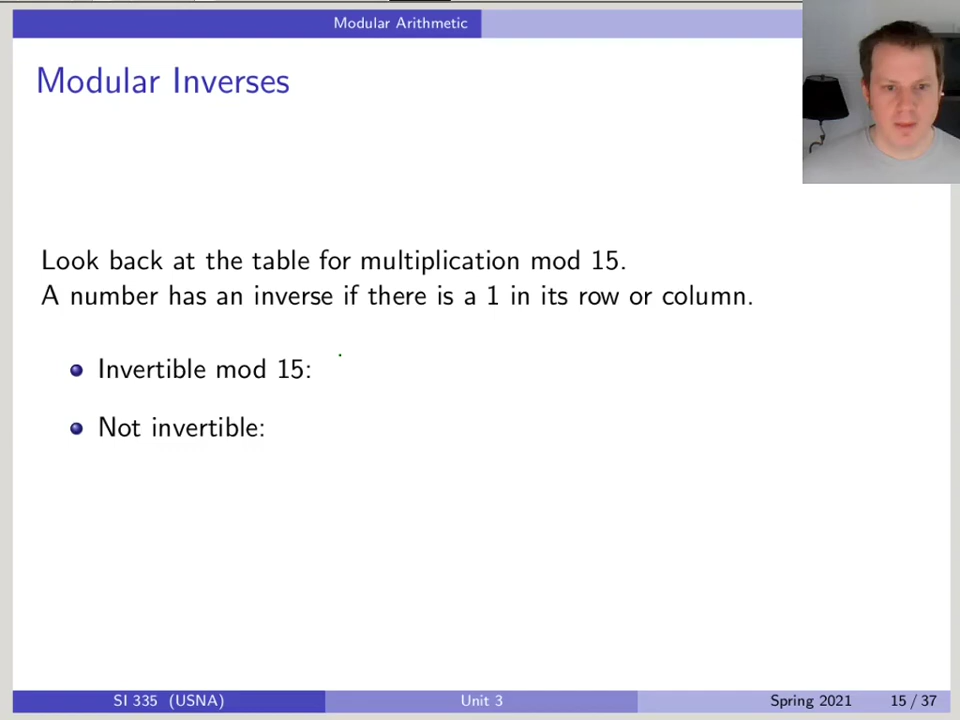 Modular Arithmetic
Modular Inverses
Look back at the table for multiplication mod 15.
A number has an inverse if there is a 1 in its row or column.
Invertible mod 15:
Not invertible:
SI 335 (USNA) Unit 3 Spring 2021 15 / 37